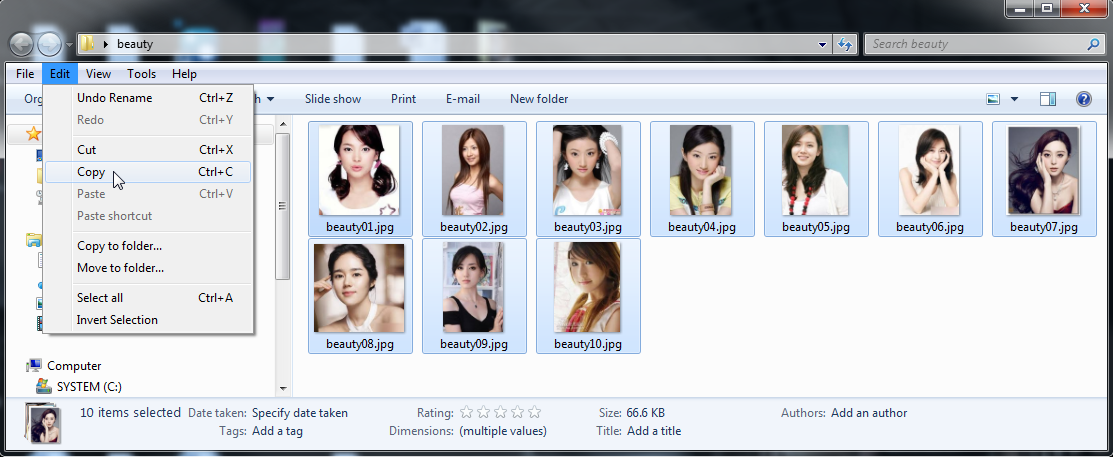 beauty
Search beauty
File Edit View Tools Help
Slide show Print E-mail New folder
Undo Rename Ctrl+Z
Redo Ctrl+Y
Cut Ctrl+X
Copy Ctrl+C
Paste Ctrl+V
Paste shortcut
Copy to folder...
Move to folder...
Select all Ctrl+A
Invert Selection
Computer
SYSTEM (C:)
beauty01.jpg beauty02.jpg beauty03.jpg beauty04.jpg beauty05.jpg beauty06.jpg beauty07.jpg
beauty08.jpg beauty09.jpg beauty10.jpg
10 items selected Date taken: Specify date taken Rating: Size: 66.6 KB Authors: Add an author
Tags: Add a tag Dimensions: (multiple values) Title: Add a title